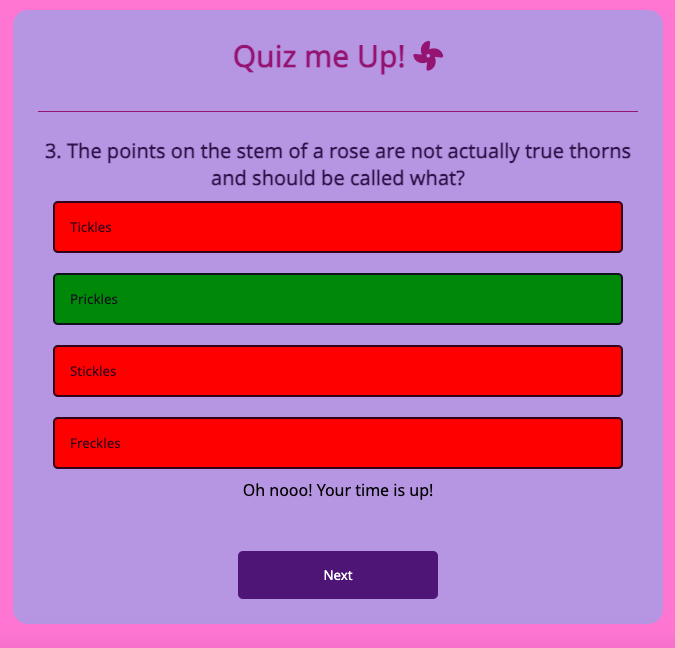 Quiz me Up!
3. The points on the stem of a rose are not actually true thorns
and should be called what?
Tickles
Prickles
Stickles
Freckles
Oh nooo! Your time is up!
Next